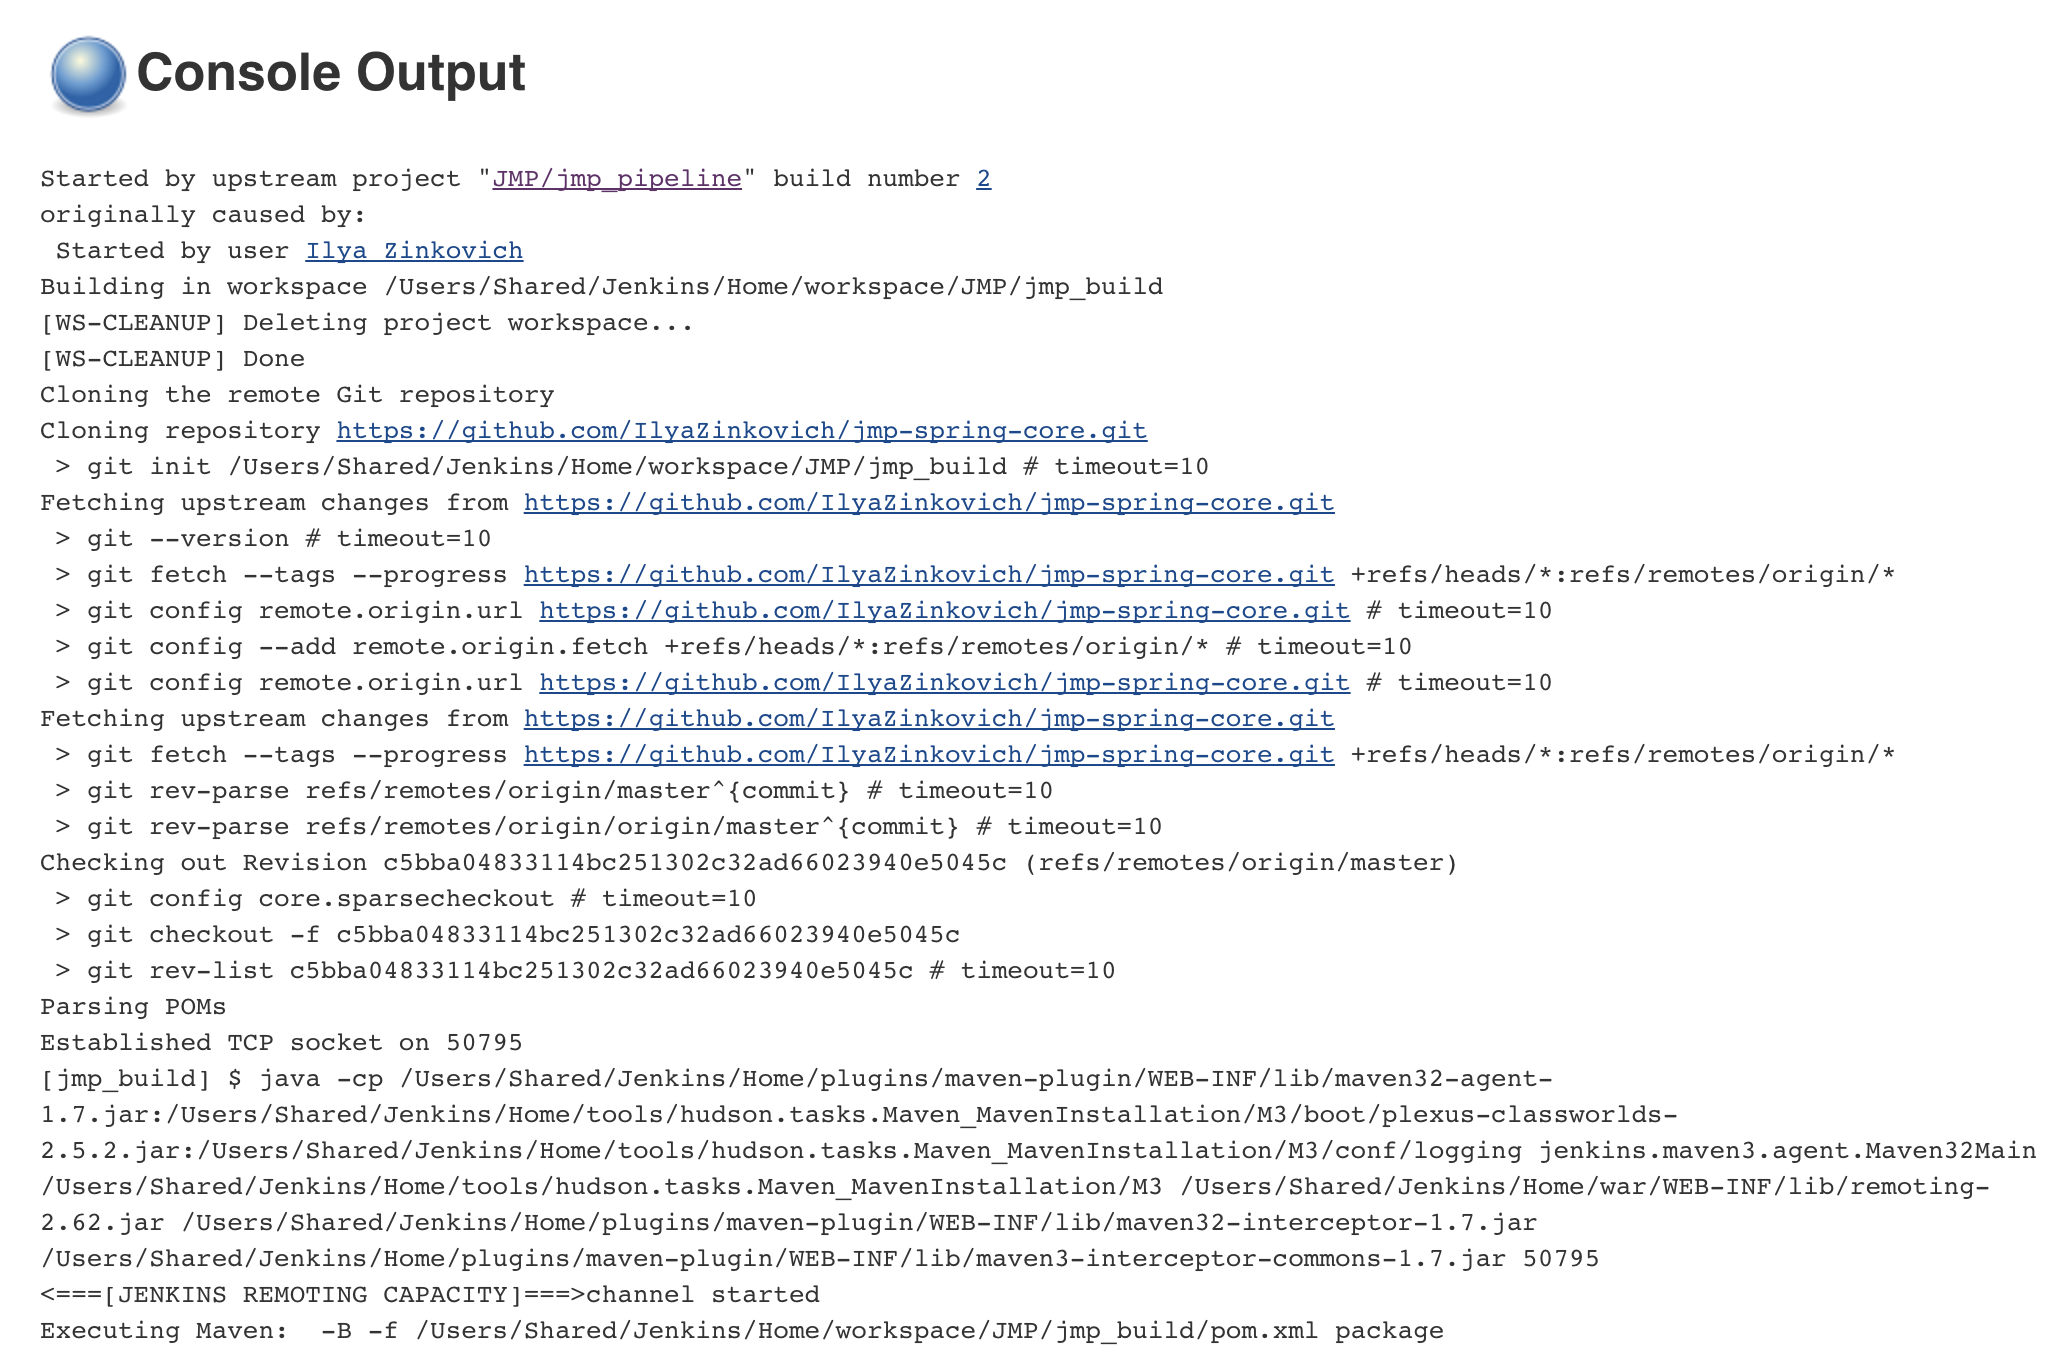 Console Output
Started by upstream project "JMP/jmp_pipeline" build number 2
originally caused by:
 Started by user Ilya Zinkovich
Building in workspace /Users/Shared/Jenkins/Home/workspace/JMP/jmp_build
[WS-CLEANUP] Deleting project workspace...
[WS-CLEANUP] Done
Cloning the remote Git repository
Cloning repository https://github.com/IlyaZinkovich/jmp-spring-core.git
 > git init /Users/Shared/Jenkins/Home/workspace/JMP/jmp_build # timeout=10
Fetching upstream changes from https://github.com/IlyaZinkovich/jmp-spring-core.git
 > git --version # timeout=10
 > git fetch --tags --progress https://github.com/IlyaZinkovich/jmp-spring-core.git +refs/heads/*:refs/remotes/origin/*
 > git config remote.origin.url https://github.com/IlyaZinkovich/jmp-spring-core.git # timeout=10
 > git config --add remote.origin.fetch +refs/heads/*:refs/remotes/origin/* # timeout=10
 > git config remote.origin.url https://github.com/IlyaZinkovich/jmp-spring-core.git # timeout=10
Fetching upstream changes from https://github.com/IlyaZinkovich/jmp-spring-core.git
 > git fetch --tags --progress https://github.com/IlyaZinkovich/jmp-spring-core.git +refs/heads/*:refs/remotes/origin/*
 > git rev-parse refs/remotes/origin/master^{commit} # timeout=10
 > git rev-parse refs/remotes/origin/origin/master^{commit} # timeout=10
Checking out Revision c5bba04833114bc251302c32ad66023940e5045c (refs/remotes/origin/master)
 > git config core.sparsecheckout # timeout=10
 > git checkout -f c5bba04833114bc251302c32ad66023940e5045c
 > git rev-list c5bba04833114bc251302c32ad66023940e5045c # timeout=10
Parsing POMs
Established TCP socket on 50795
[jmp_build] $ java -cp /Users/Shared/Jenkins/Home/plugins/maven-plugin/WEB-INF/lib/maven32-agent-
1.7.jar:/Users/Shared/Jenkins/Home/tools/hudson.tasks.Maven_MavenInstallation/M3/boot/plexus-classworlds-
2.5.2.jar:/Users/Shared/Jenkins/Home/tools/hudson.tasks.Maven_MavenInstallation/M3/conf/logging jenkins.maven3.agent.Maven32Main
/Users/Shared/Jenkins/Home/tools/hudson.tasks.Maven_MavenInstallation/M3 /Users/Shared/Jenkins/Home/war/WEB-INF/lib/remoting-
2.62.jar /Users/Shared/Jenkins/Home/plugins/maven-plugin/WEB-INF/lib/maven32-interceptor-1.7.jar
/Users/Shared/Jenkins/Home/plugins/maven-plugin/WEB-INF/lib/maven3-interceptor-commons-1.7.jar 50795
<===[JENKINS REMOTING CAPACITY]===>channel started
Executing Maven:  -B -f /Users/Shared/Jenkins/Home/workspace/JMP/jmp_build/pom.xml package